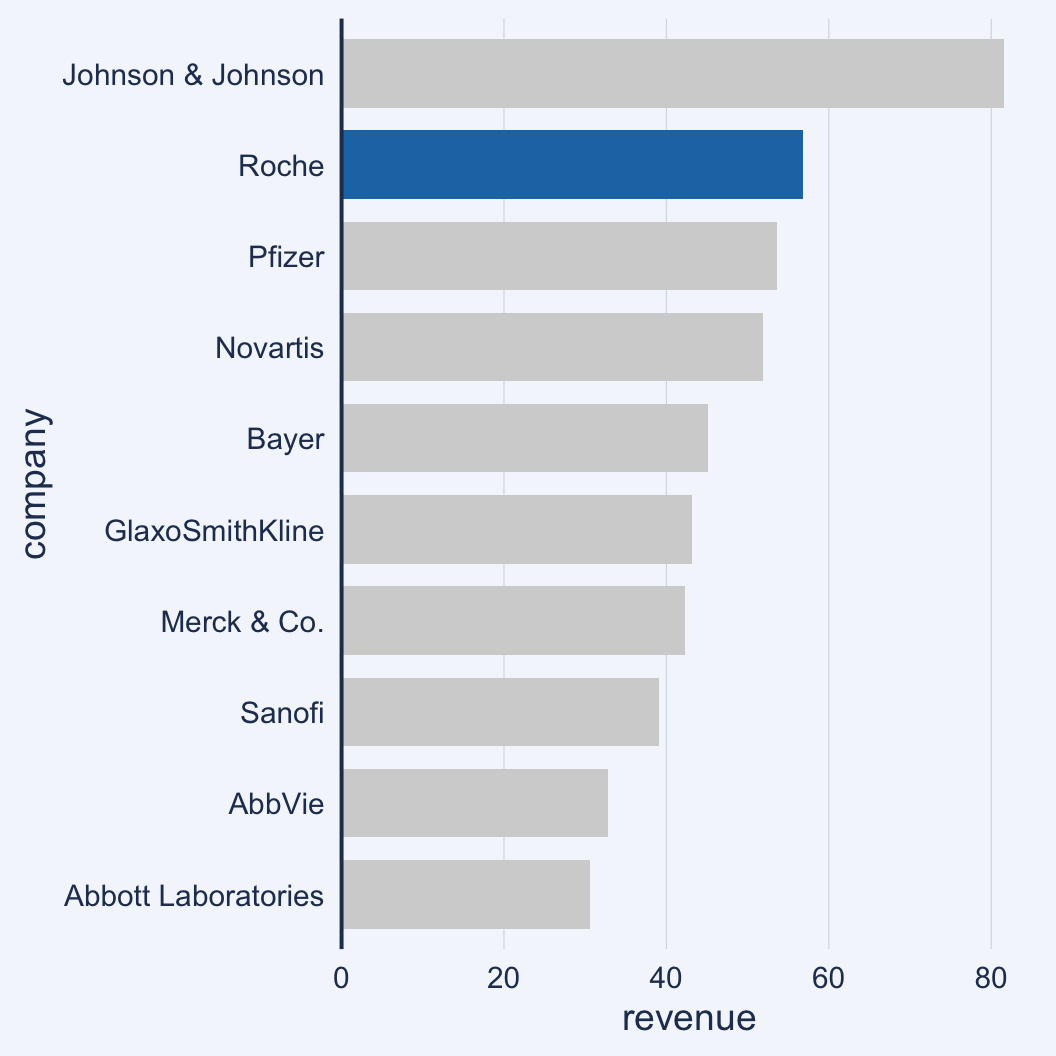 Johnson & Johnson
Roche
Pfizer
Novartis
Bayer
GlaxoSmithKline
Merck & Co.
Sanofi
AbbVie
Abbott Laboratories
company
0 20 40 60 80
revenue